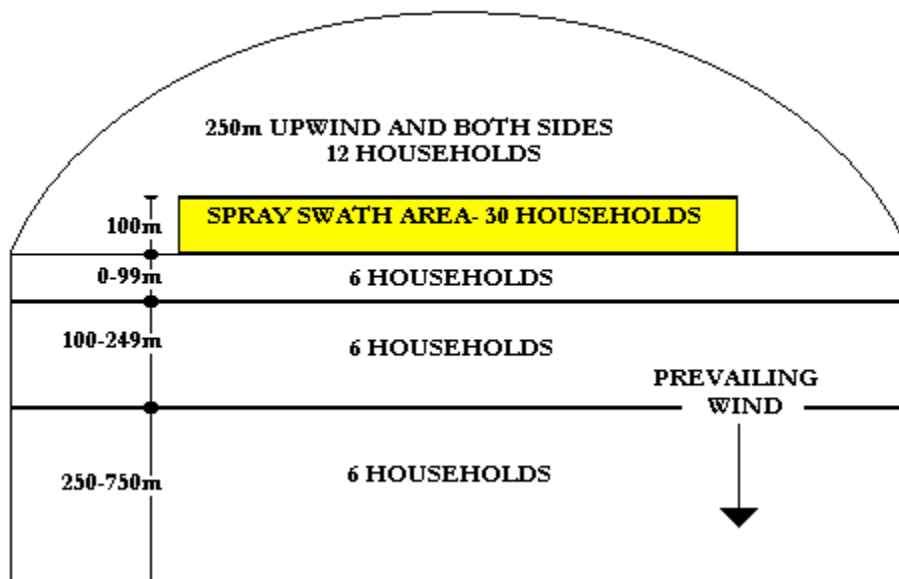 250m UPWIND AND BOTH SIDES
12 HOUSEHOLDS
SPRAY SWATH AREA- 30 HOUSEHOLDS
100m
0-99m
6 HOUSEHOLDS
100-249m
6 HOUSEHOLDS
PREVAILING
WIND
250-750m
6 HOUSEHOLDS